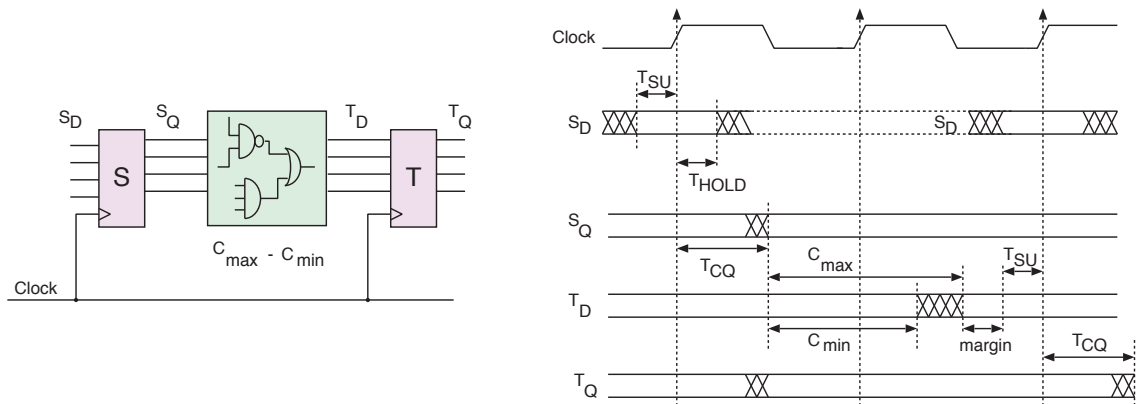 S_D
S_Q
T_D
T_Q
S
T
C_max - C_min
Clock
Clock
T_SU
S_D
S_D
T_HOLD
S_Q
T_CQ
C_max
T_SU
T_D
C_min
margin
T_CQ
T_Q